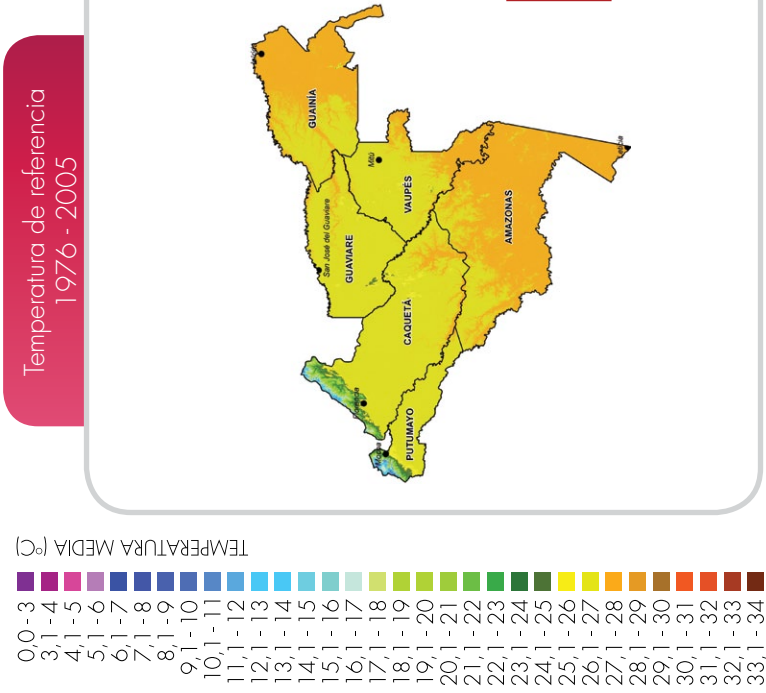 Temperatura de referencia
1976 - 2005
GUAINÍA
Mitú
VAUPÉS
San José del Guaviare
GUAVIARE
AMAZONAS
CAQUETÁ
PUTUMAYO
TEMPERATURA MEDIA (°C)
0,0 - 3
3,1 - 4
4,1 - 5
5,1 - 6
6,1 - 7
7,1 - 8
8,1 - 9
9,1 - 10
10,1 - 11
11,1 - 12
12,1 - 13
13,1 - 14
14,1 - 15
15,1 - 16
16,1 - 17
17,1 - 18
18,1 - 19
19,1 - 20
20,1 - 21
21,1 - 22
22,1 - 23
23,1 - 24
24,1 - 25
25,1 - 26
26,1 - 27
27,1 - 28
28,1 - 29
29,1 - 30
30,1 - 31
31,1 - 32
32,1 - 33
33,1 - 34